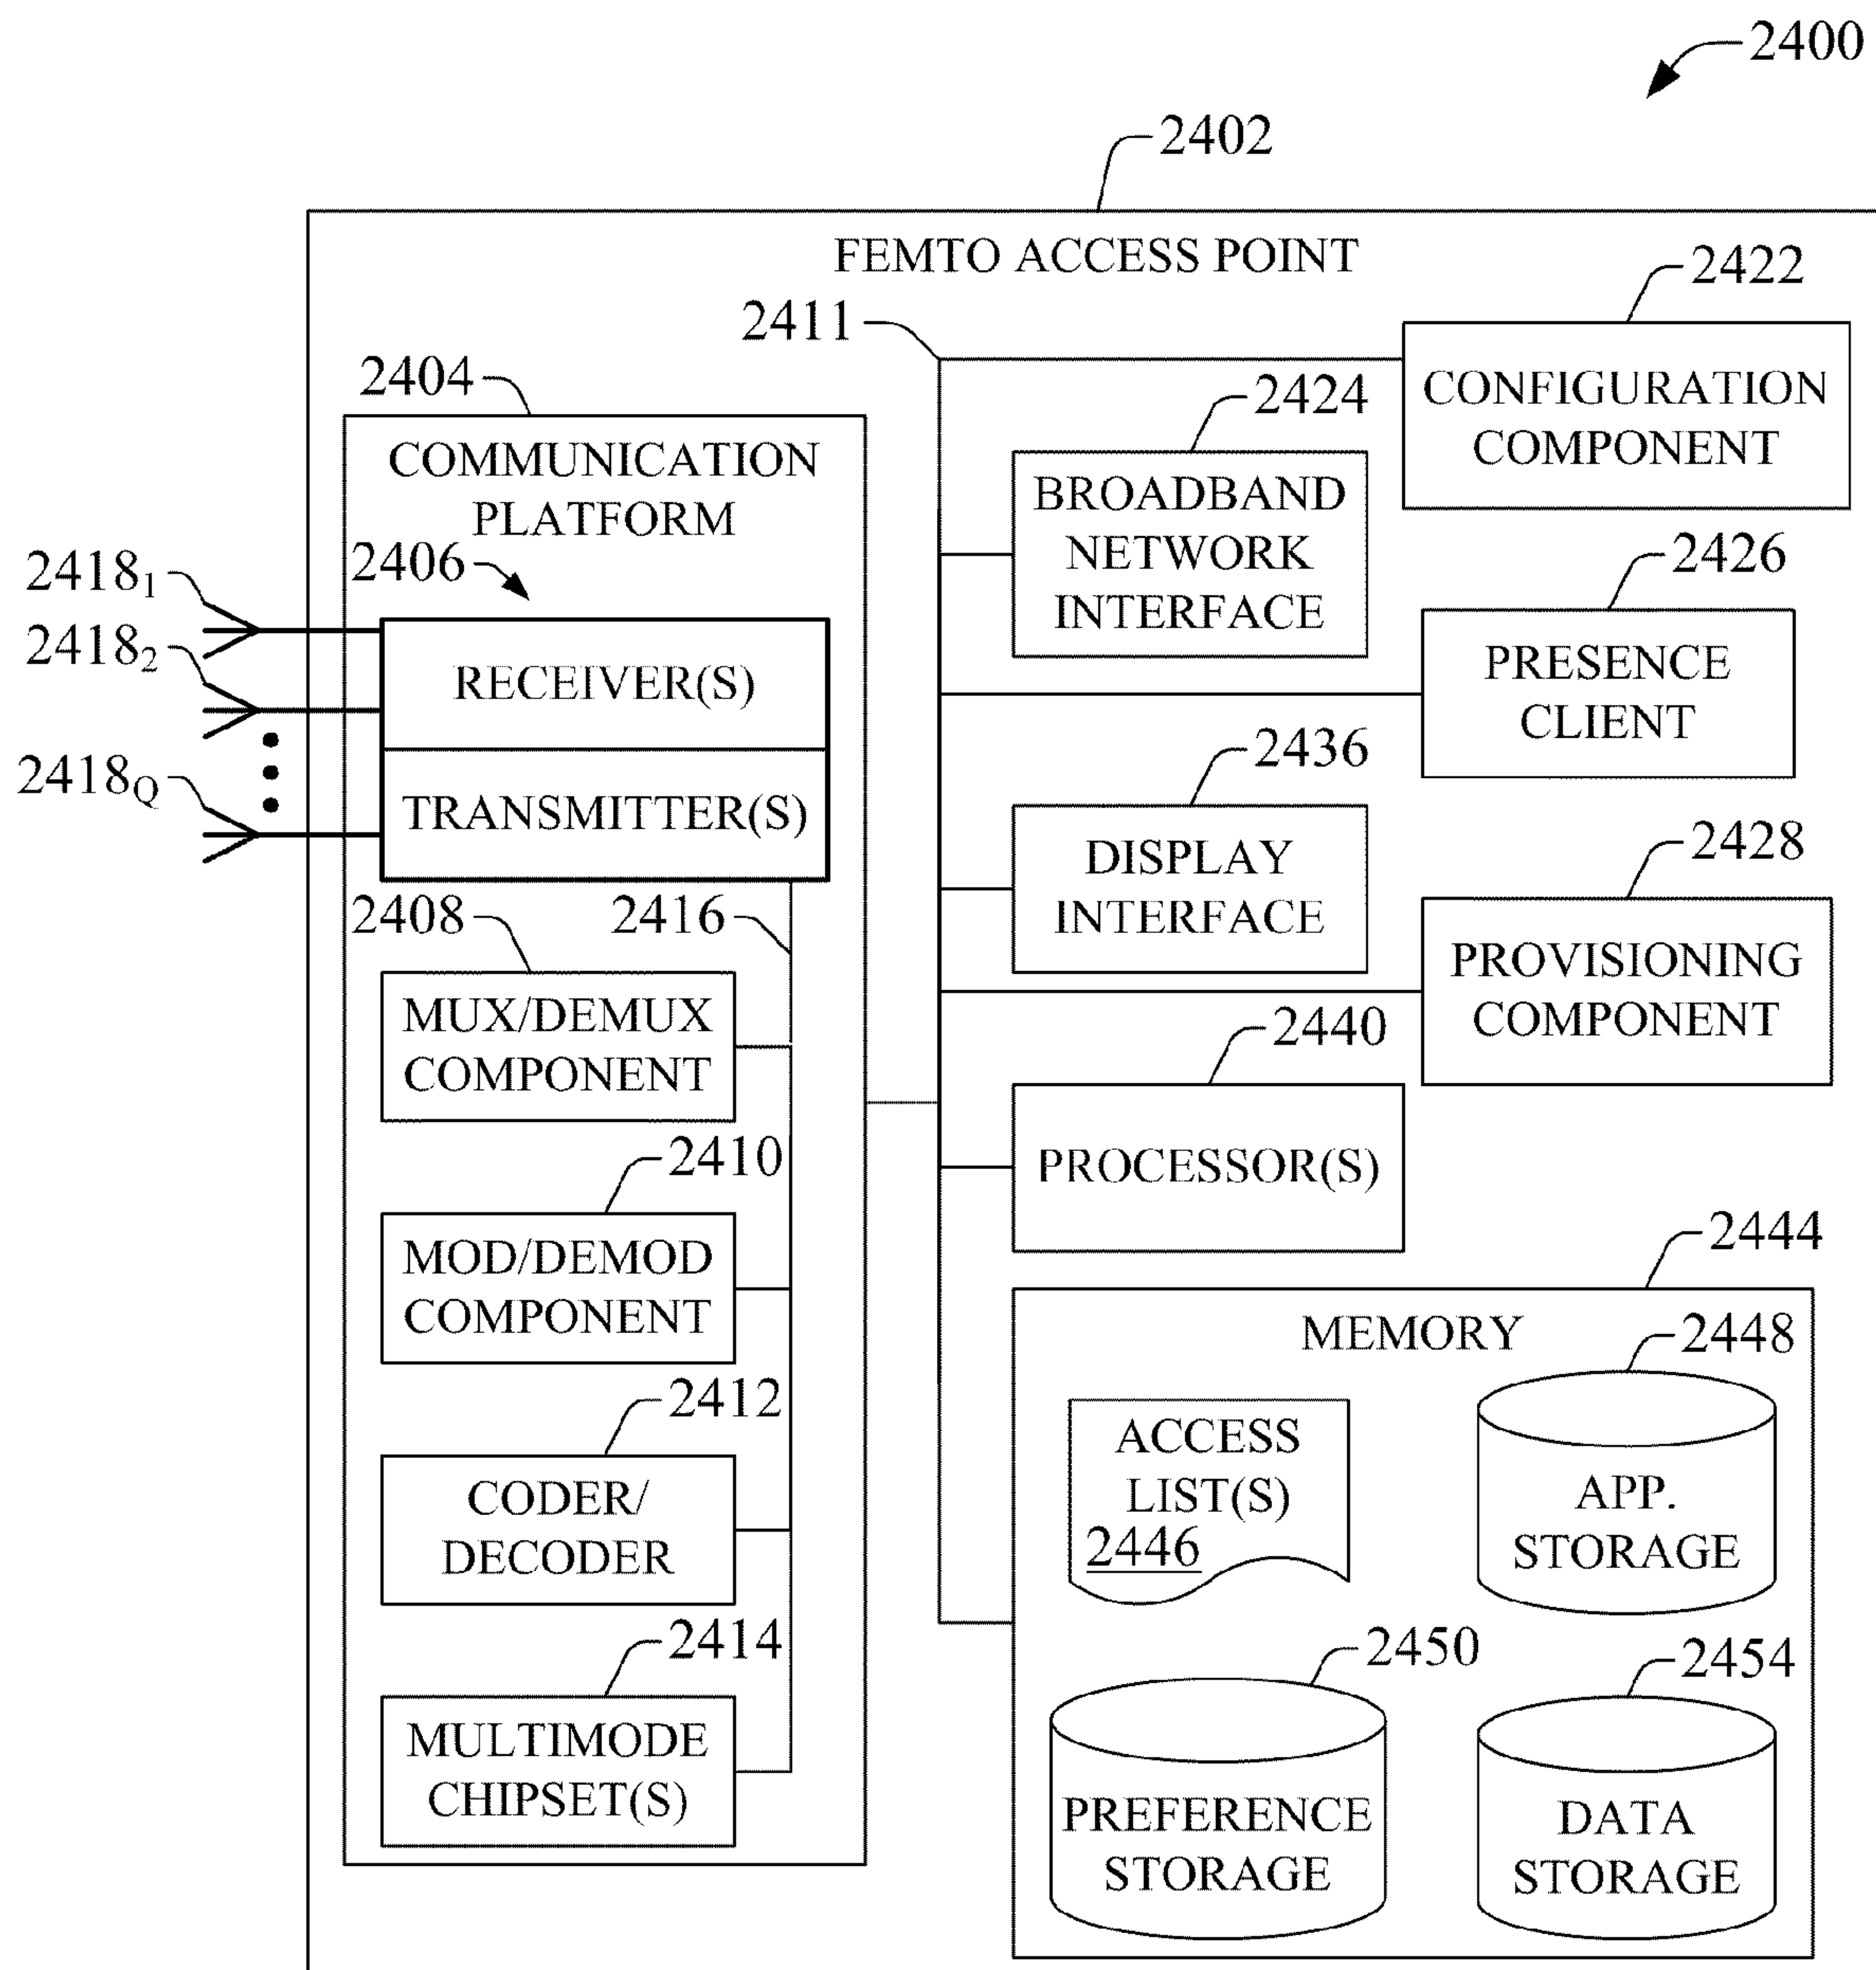 2400
2402
FEMTO ACCESS POINT
2411
2422
CONFIGURATION
COMPONENT
2404
COMMUNICATION
PLATFORM
2406
2418₁
2418₂
2418Q
RECEIVER(S)
TRANSMITTER(S)
2408
2416
MUX/DEMUX
COMPONENT
2410
MOD/DEMOD
COMPONENT
2412
CODER/
DECODER
2414
MULTIMODE
CHIPSET(S)
2424
BROADBAND
NETWORK
INTERFACE
2426
PRESENCE
CLIENT
2436
DISPLAY
INTERFACE
2428
PROVISIONING
COMPONENT
2440
PROCESSOR(S)
2444
MEMORY
ACCESS
LIST(S)
2446
2448
APP.
STORAGE
2450
PREFERENCE
STORAGE
2454
DATA
STORAGE